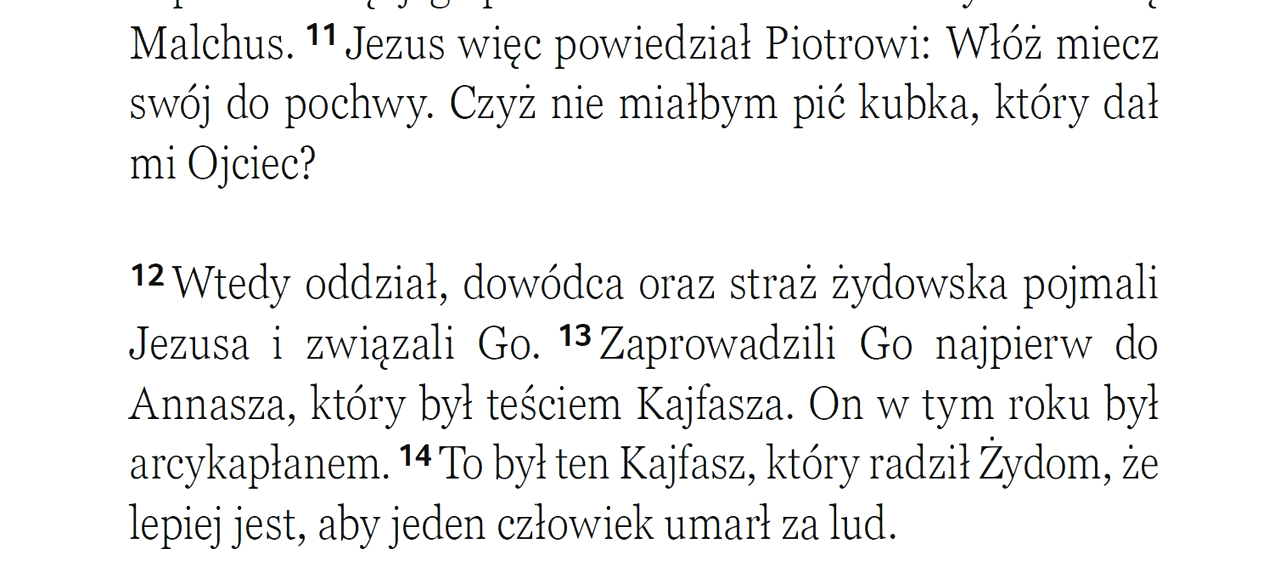 Malchus. 11 Jezus więc powiedział Piotrowi: Włóż miecz
swój do pochwy. Czyż nie miałbym pić kubka, który dał
mi Ojciec?
12 Wtedy oddział, dowódca oraz straż żydowska pojmali
Jezusa i związali Go. 13 Zaprowadzili Go najpierw do
Annasza, który był teściem Kajfasza. On w tym roku był
arcykapłanem. 14 To był ten Kajfasz, który radził Żydom, że
lepiej jest, aby jeden człowiek umarł za lud.